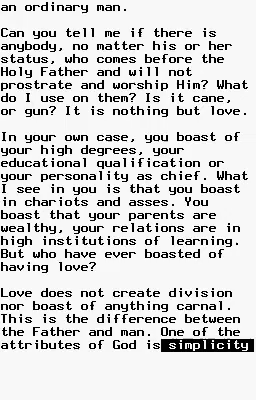 an ordinary man.
Can you tell me if there is
anybody, no matter his or her
status, who comes before the
Holy Father and will not
prostrate and worship Him? What
do I use on them? Is it cane,
or gun? It is nothing but love.
In your own case, you boast of
your high degrees, your
educational qualification or
your personality as chief. What
I see in you is that you boast
in chariots and asses. You
boast that your parents are
wealthy, your relations are in
high institutions of learning.
But who have ever boasted of
having love?
Love does not create division
nor boast of anything carnal.
This is the difference between
the Father and man. One of the
attributes of God is simplicity